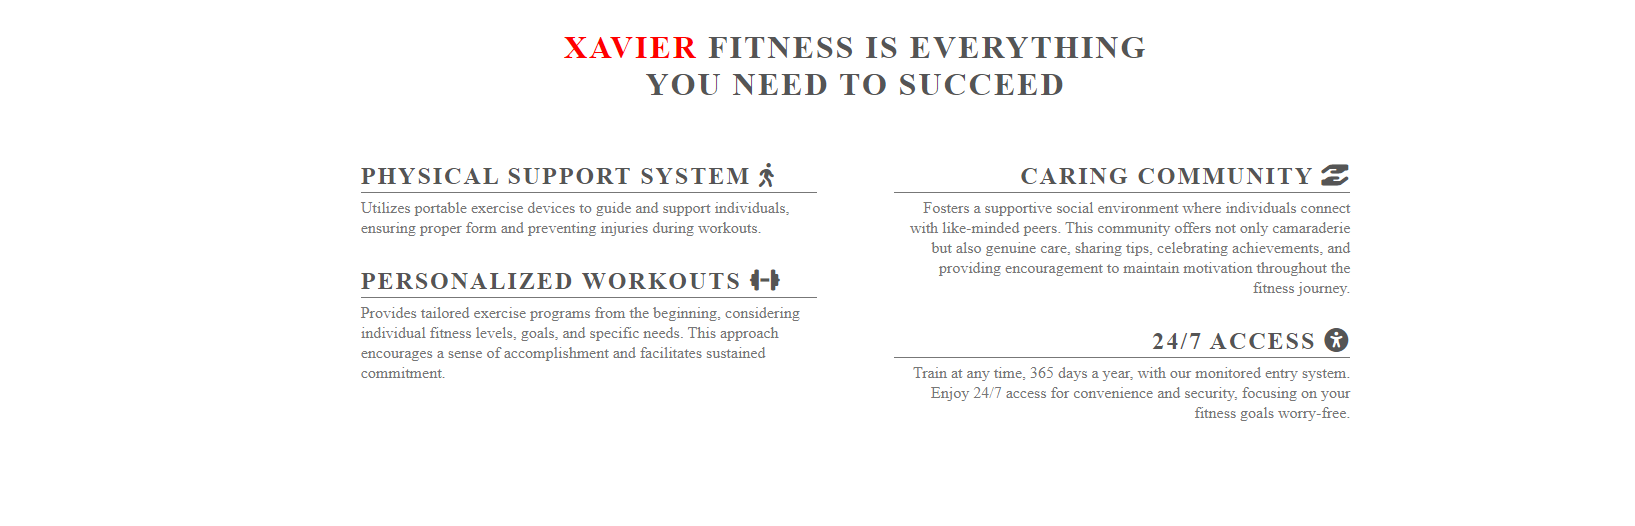 XAVIER FITNESS IS EVERYTHING
YOU NEED TO SUCCEED
PHYSICAL SUPPORT SYSTEM
Utilizes portable exercise devices to guide and support individuals,
ensuring proper form and preventing injuries during workouts.
PERSONALIZED WORKOUTS
Provides tailored exercise programs from the beginning, considering
individual fitness levels, goals, and specific needs. This approach
encourages a sense of accomplishment and facilitates sustained
commitment.
CARING COMMUNITY
Fosters a supportive social environment where individuals connect
with like-minded peers. This community offers not only camaraderie
but also genuine care, sharing tips, celebrating achievements, and
providing encouragement to maintain motivation throughout the
fitness journey.
24/7 ACCESS
Train at any time, 365 days a year, with our monitored entry system.
Enjoy 24/7 access for convenience and security, focusing on your
fitness goals worry-free.